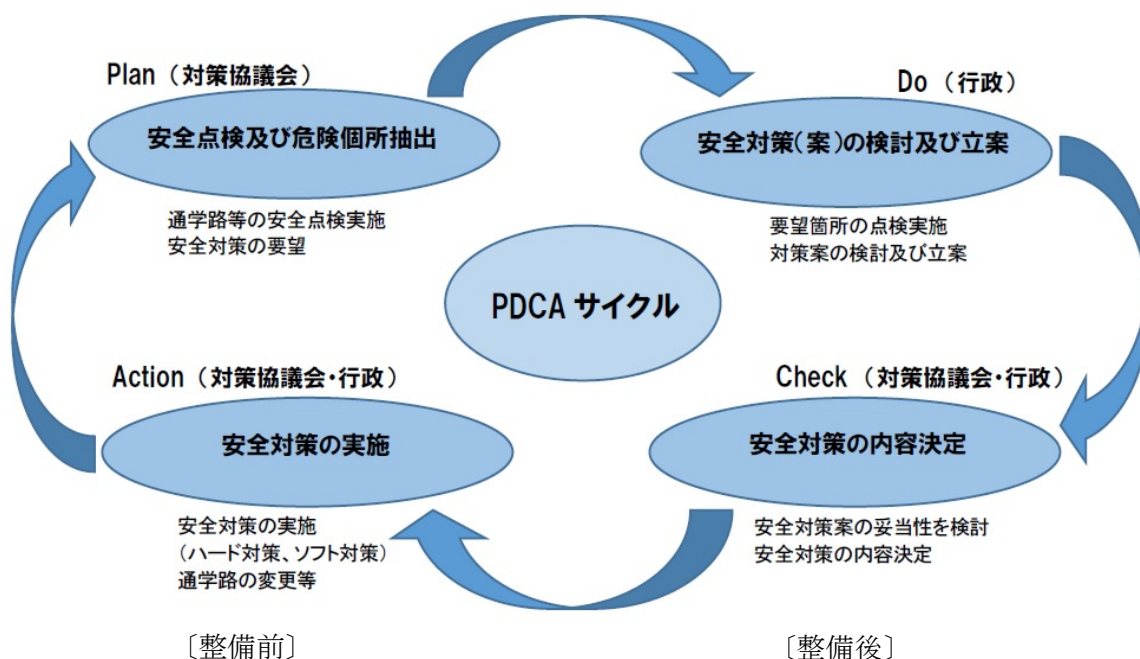 Plan（対策協議会）
安全点検及び危険個所抽出
通学路等の安全点検実施
安全対策の要望
Do （行政）
安全対策（案）の検討及び立案
要望箇所の点検実施
対策案の検討及び立案
PDCA サイクル
Action （対策協議会・行政）
安全対策の実施
安全対策の実施
（ハード対策、ソフト対策）
通学路の変更等
Check （対策協議会・行政）
安全対策の内容決定
安全対策案の妥当性を検討
安全対策の内容決定
〔整備前〕
〔整備後〕